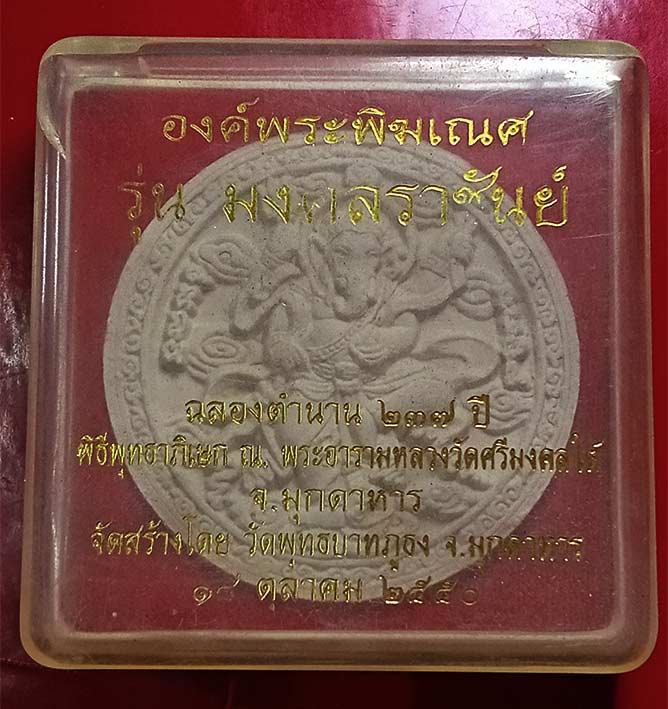 องค์พระพิฆเณศ
รุ่น มงคลราชันย์
ฉลองตำนาน ๒๓๗ ปี
พิธีพุทธาภิเษก ณ. พระอารามหลวงวัดศรีมงคลใต้
จ.มุกดาหาร
จัดสร้างโดย วัดพุทธบาทภูธง จ.มุกดาหาร
ตุลาคม ๒๕๕๐